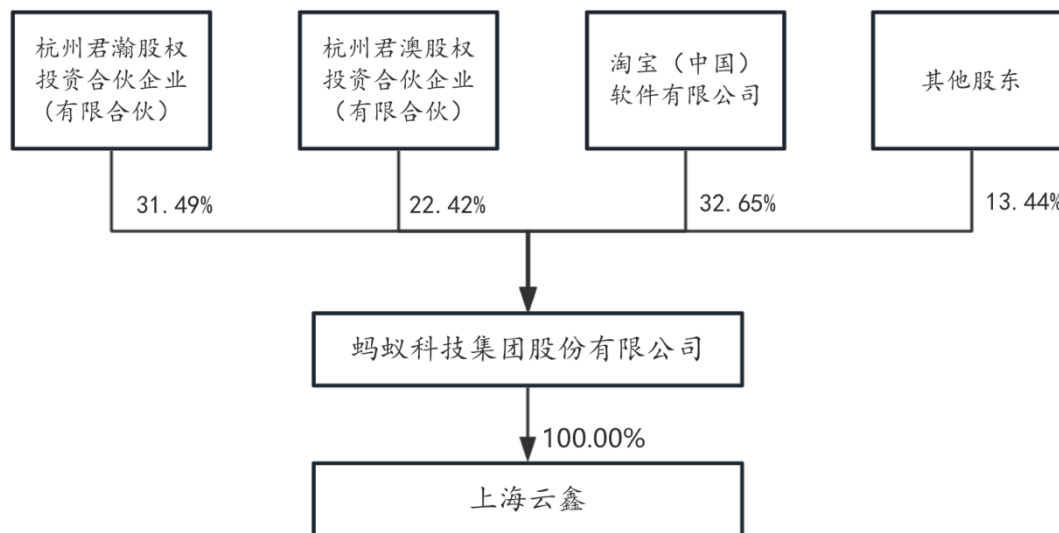 杭州君瀚股权
投资合伙企业
(有限合伙)
杭州君澳股权
投资合伙企业
(有限合伙)
淘宝（中国）
软件有限公司
其他股东
31.49%
22.42%
32.65%
13.44%
蚂蚁科技集团股份有限公司
100.00%
上海云鑫